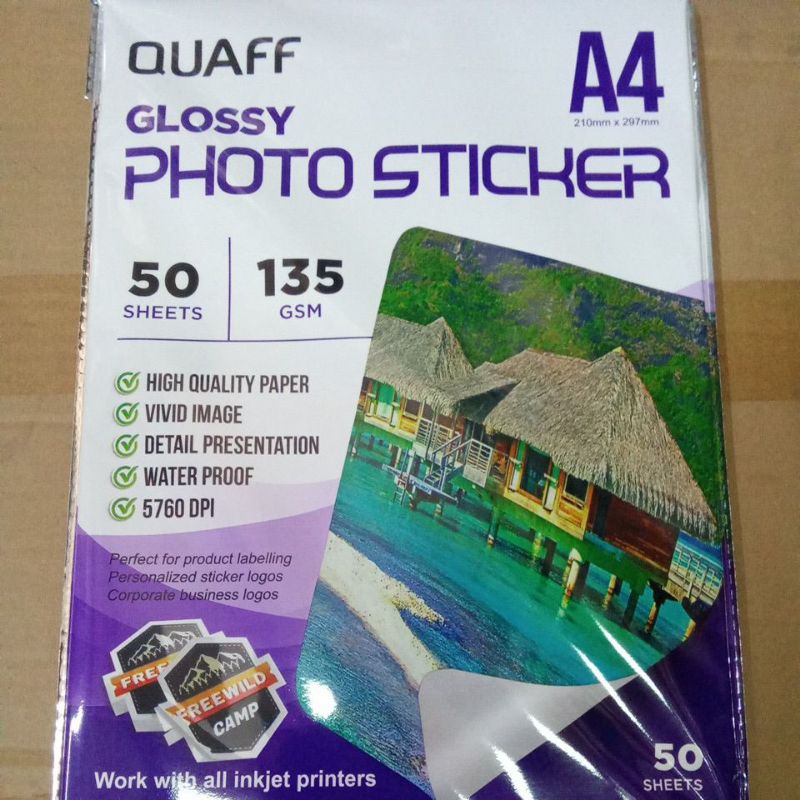 QUAFF
A4
210mm x 297mm
GLOSSY
PHOTO STICKER
50
SHEETS
135
GSM
HIGH QUALITY PAPER
VIVID IMAGE
DETAIL PRESENTATION
WATER PROOF
5760 DPI
Perfect for product labelling
Personalized sticker logos
Corporate business logos
FREE
FREEWILD
CAMP
Work with all inkjet printers
50
SHEETS